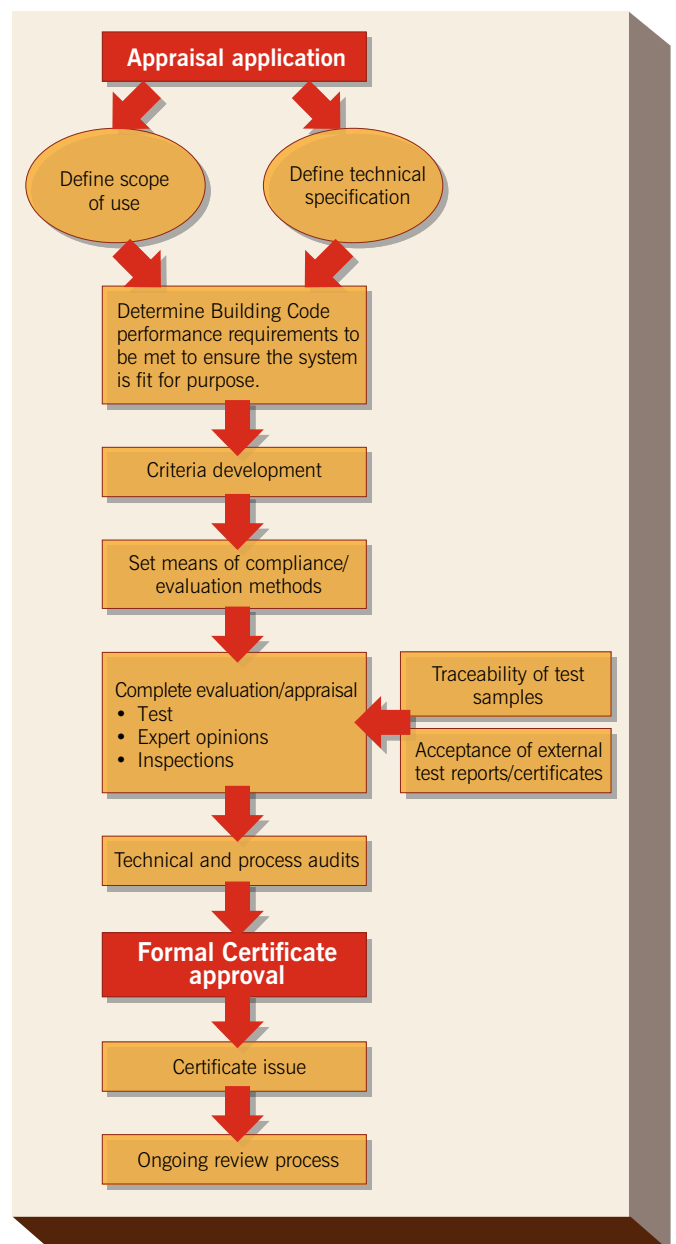 Appraisal application
Define scope
of use
Define technical
specification
Determine Building Code
performance requirements to
be met to ensure the system
is fit for purpose.
Criteria development
Set means of compliance/
evaluation methods
Complete evaluation/appraisal
• Test
• Expert opinions
• Inspections
Traceability of test
samples
Acceptance of external
test reports/certificates
Technical and process audits
Formal Certificate
approval
Certificate issue
Ongoing review process